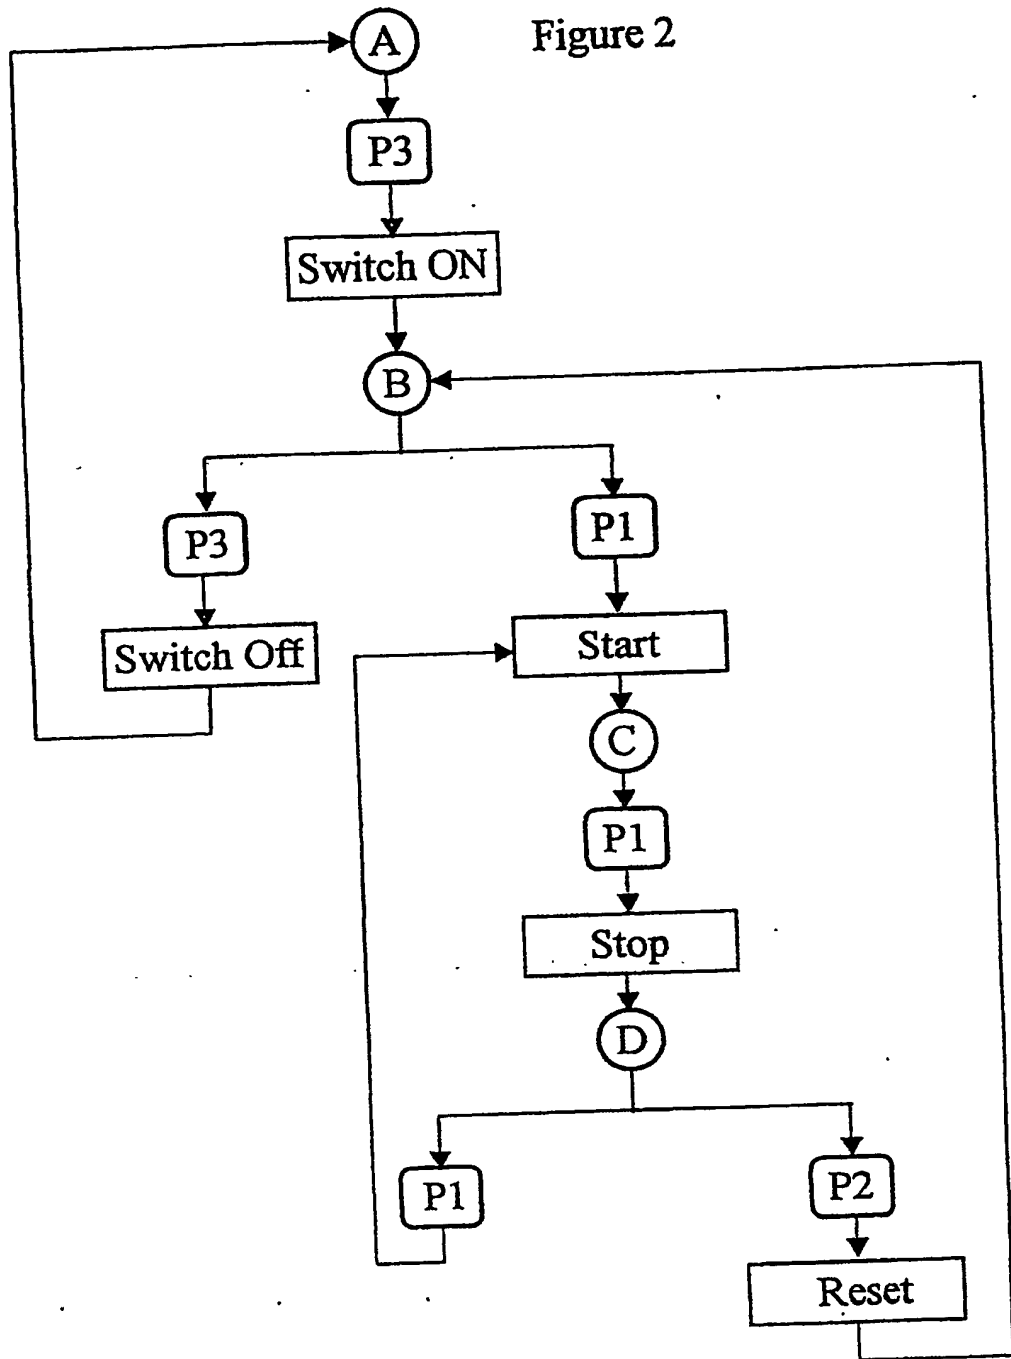 Figure 2
A
P3
Switch ON
B
P3
P1
Switch Off
Start
C
P1
Stop
D
P1
P2
Reset